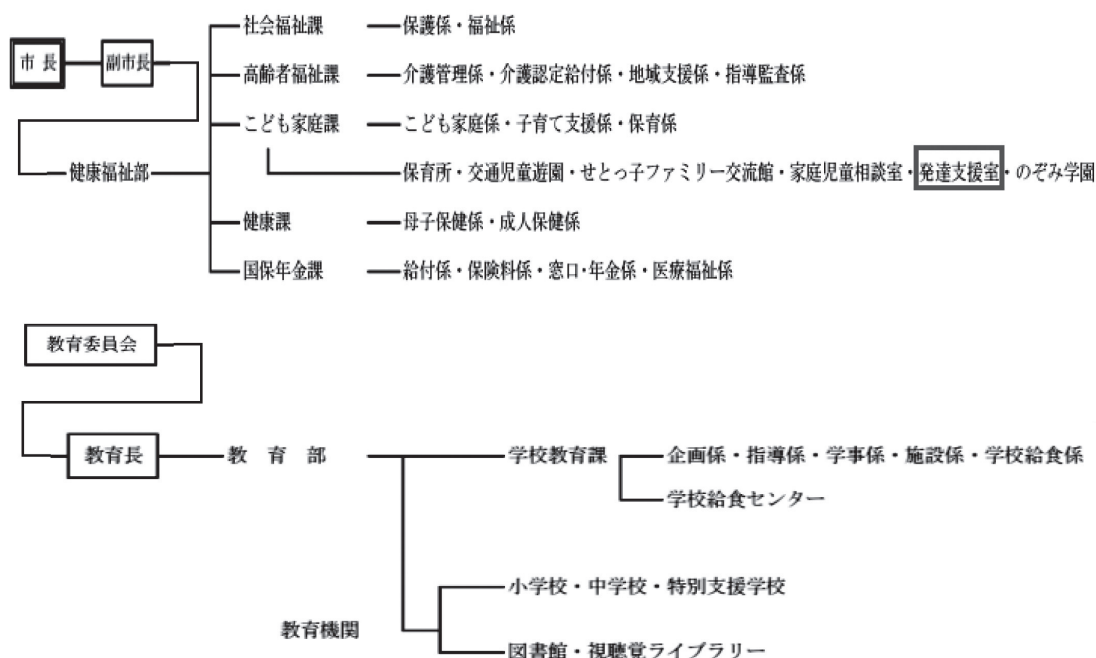 市長 副市長
社会福祉課 保護係・福祉係
高齢者福祉課 介護管理係・介護認定給付係・地域支援係・指導監査係
こども家庭課 こども家庭係・子育て支援係・保育係
健康福祉部 保育所・交通児童遊園・せとっ子ファミリー交流館・家庭児童相談室・発達支援室・のぞみ学園
健康課 母子保健係・成人保健係
国保年金課 給付係・保険料係・窓口・年金係・医療福祉係
教育委員会
教育長 教育部 学校教育課 企画係・指導係・学事係・施設係・学校給食係
学校給食センター
小学校・中学校・特別支援学校
教育機関
図書館・視聴覚ライブラリー